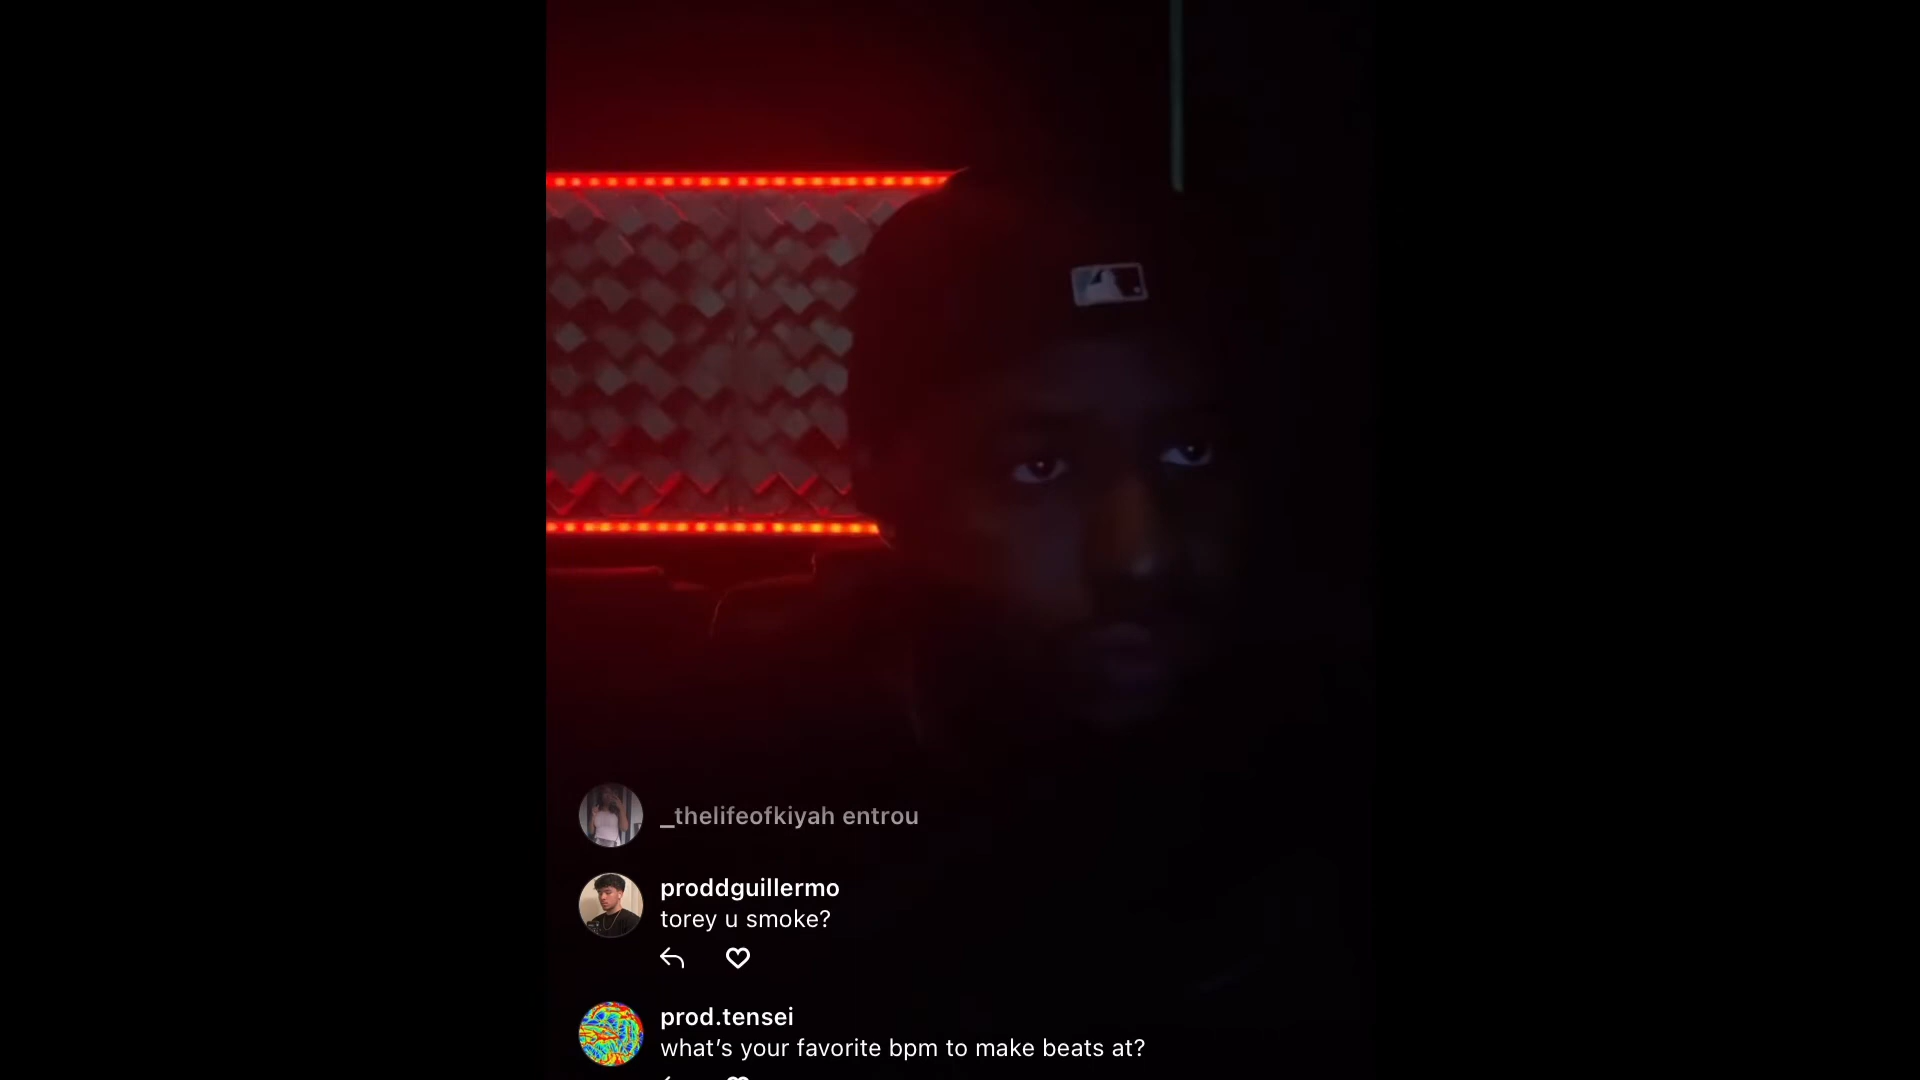 _thelifeofkiyah entrou
proddguillermo
torey u smoke?
prod.tensei
what's your favorite bpm to make beats at?